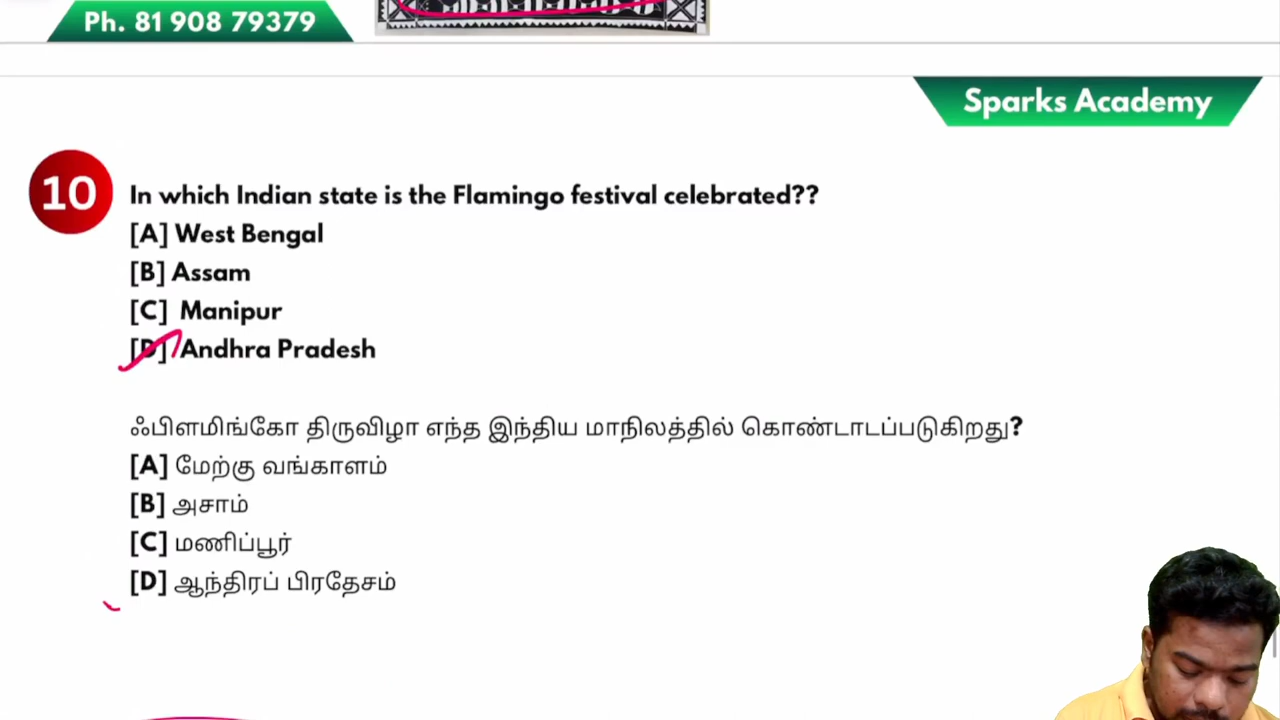 Ph. 81 908 79379
Sparks Academy
10
In which Indian state is the Flamingo festival celebrated??
[A] West Bengal
[B] Assam
[C] Manipur
[D] Andhra Pradesh
ஃபிளமிங்கோ திருவிழா எந்த இந்திய மாநிலத்தில் கொண்டாடப்படுகிறது?
[A] மேற்கு வங்காளம்
[B] அசாம்
[C] மணிப்பூர்
[D] ஆந்திரப் பிரதேசம்